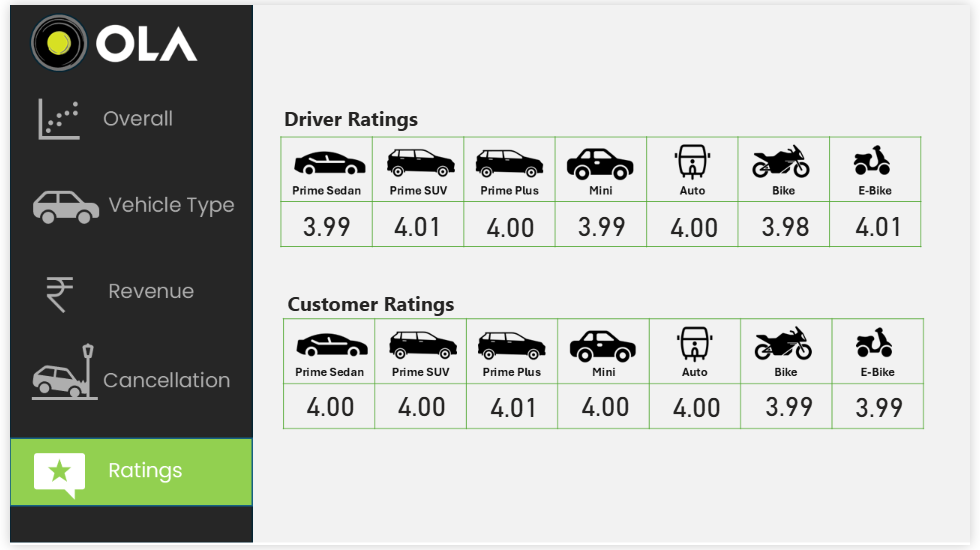 OLA
Overall
Vehicle Type
Revenue
Cancellation
Ratings
Driver Ratings
Prime Sedan Prime SUV Prime Plus Mini Auto Bike E-Bike
3.99 4.01 4.00 3.99 4.00 3.98 4.01
Customer Ratings
Prime Sedan Prime SUV Prime Plus Mini Auto Bike E-Bike
4.00 4.00 4.01 4.00 4.00 3.99 3.99